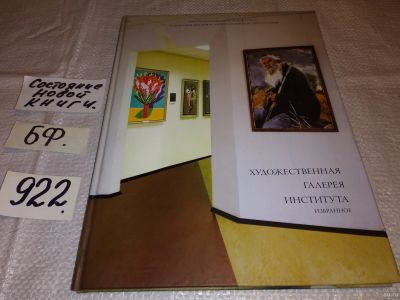 Состояние
новой
книги.
БФ.
922.
ХУДОЖЕСТВЕННАЯ
ГАЛЕРЕЯ
ИНСТИТУТА
ИЗБРАННОЕ